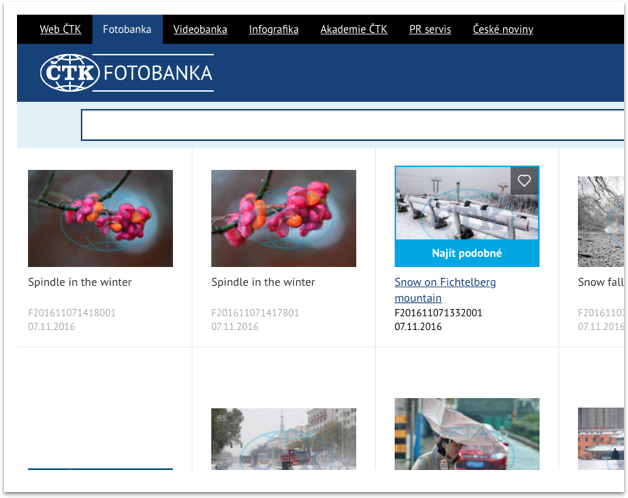 Web ČTK Fotobanka Videobanka Infografika Akademie ČTK PR servis České noviny
ČTK FOTOBANKA
Najít podobné
Spindle in the winter
Spindle in the winter
Snow on Fichtelberg
mountain
Snow fall
F201611071418001
07.11.2016
F201611071417801
07.11.2016
F201611071332001
07.11.2016
07.11.2016